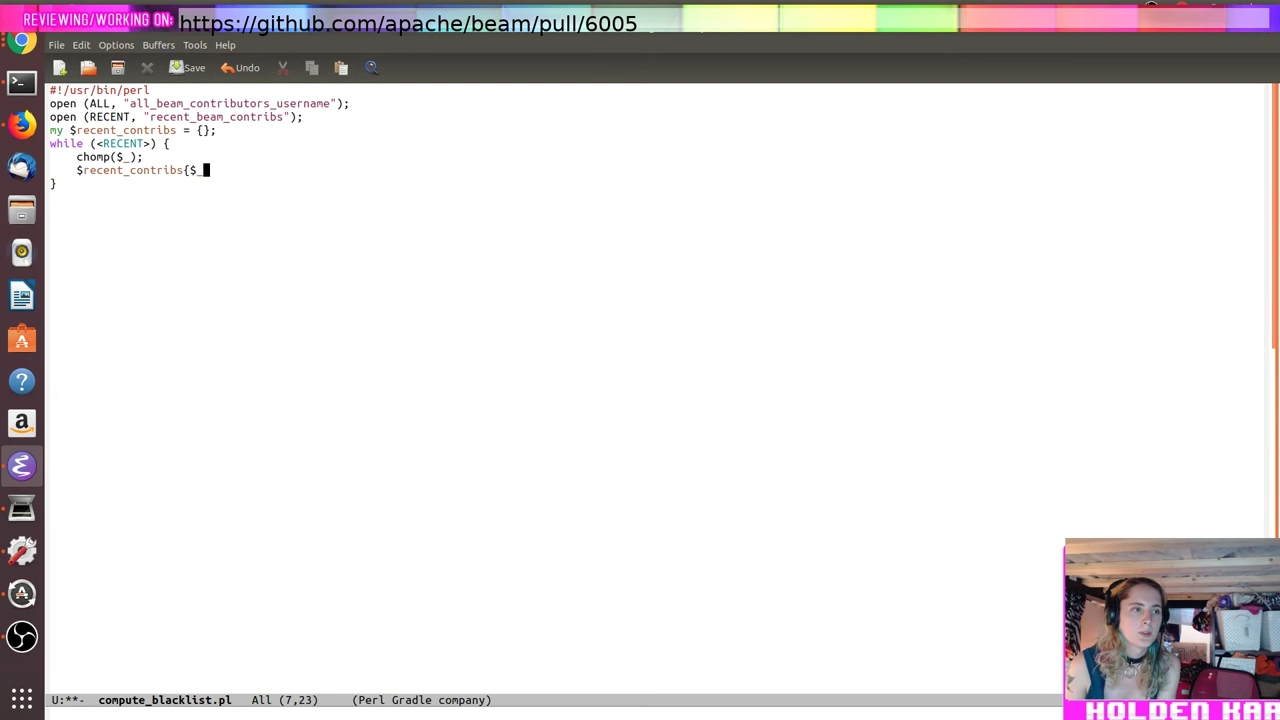 REVIEWING/WORKING ON: https://github.com/apache/beam/pull/6005
File Edit Options Buffers Tools Help
Save Undo
#!/usr/bin/perl
open (ALL, "all_beam_contributors_username");
open (RECENT, "recent_beam_contribs");
my $recent_contribs = {};
while (<RECENT>) {
chomp($_);
$recent_contribs{$_
}
U:**- compute_blacklist.pl All (7,23) (Perl Gradle company)
HOLDEN KAR